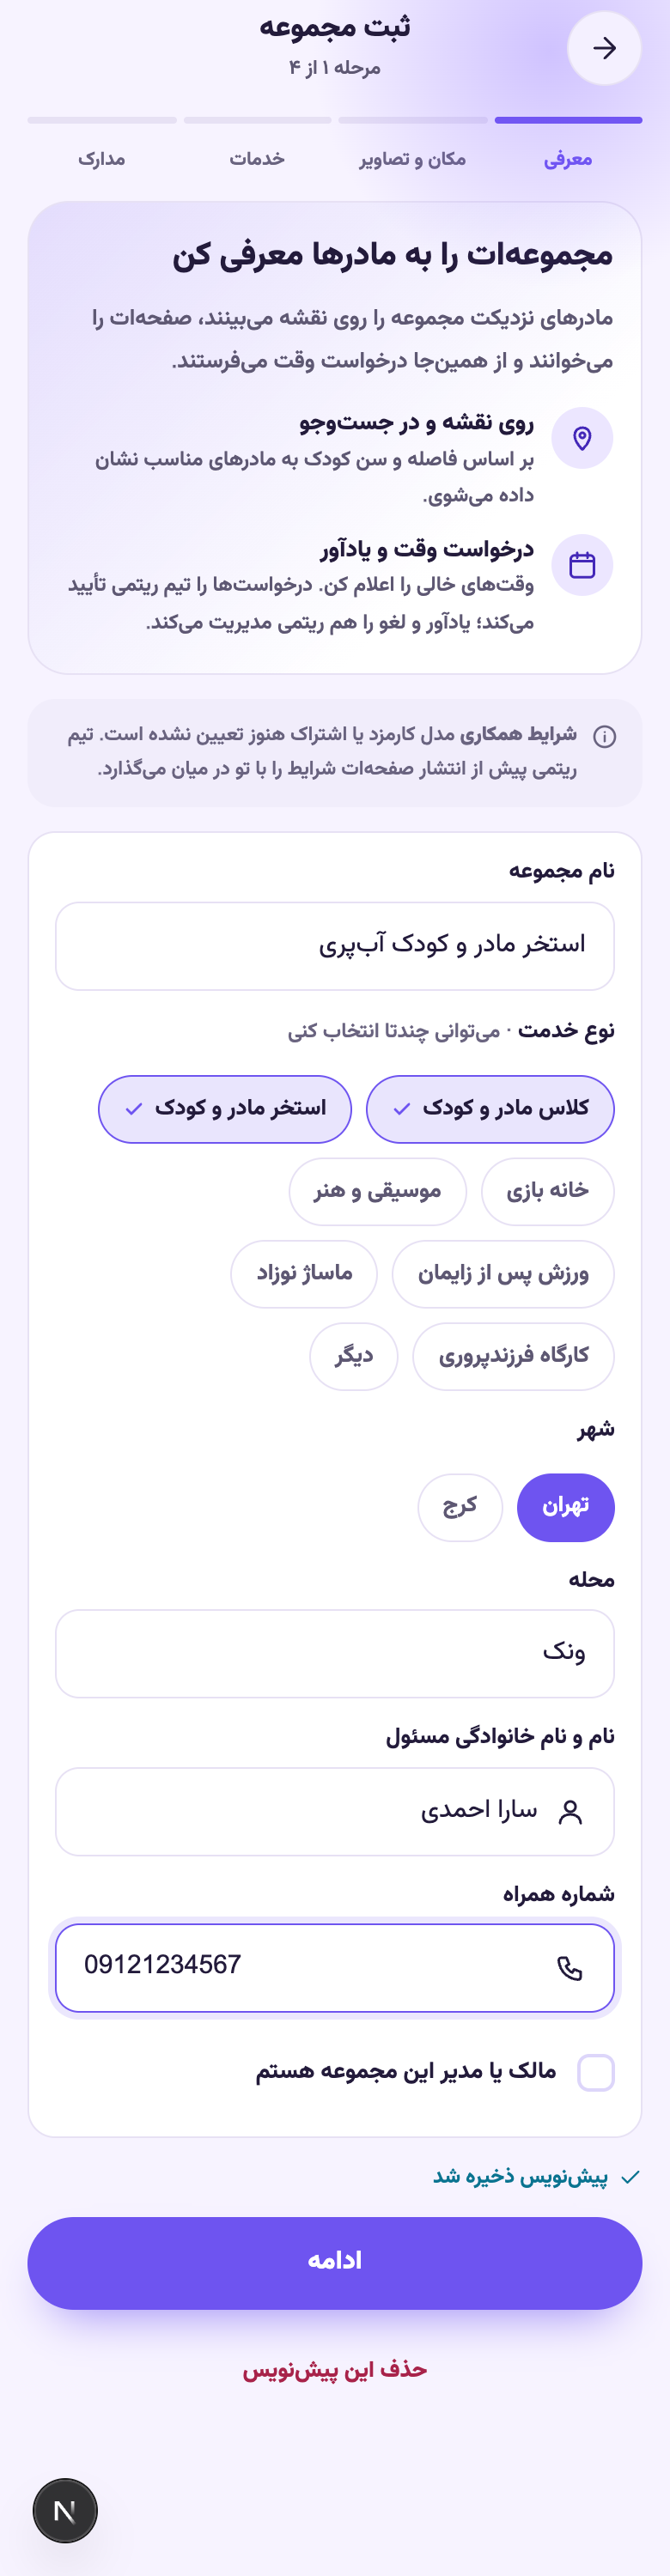 ثبت مجموعه
مرحله ۱ از ۴
معرفی
مکان و تصاویر
خدمات
مدارک
مجموعه‌ات را به مادرها معرفی کن
مادرهای نزدیکت مجموعه را روی نقشه می‌بینند، صفحه‌ات را
می‌خوانند و از همین‌جا درخواست وقت می‌فرستند.
روی نقشه و در جست‌وجو
بر اساس فاصله و سن کودک به مادرهای مناسب نشان
داده می‌شوی.
درخواست وقت و یادآور
وقت‌های خالی را اعلام کن. درخواست‌ها را تیم ریتمی تأیید
می‌کند؛ یادآور و لغو را هم ریتمی مدیریت می‌کند.
شرایط همکاری مدل کارمزد یا اشتراک هنوز تعیین نشده است. تیم
ریتمی پیش از انتشار صفحه‌ات شرایط را با تو در میان می‌گذارد.
نام مجموعه
استخر مادر و کودک آب‌پری
نوع خدمت · می‌توانی چندتا انتخاب کنی
کلاس مادر و کودک
استخر مادر و کودک
خانه بازی
موسیقی و هنر
ورزش پس از زایمان
ماساژ نوزاد
کارگاه فرزندپروری
دیگر
شهر
تهران
کرج
محله
ونک
نام و نام خانوادگی مسئول
سارا احمدی
شماره همراه
09121234567
مالک یا مدیر این مجموعه هستم
پیش‌نویس ذخیره شد
ادامه
حذف این پیش‌نویس
N